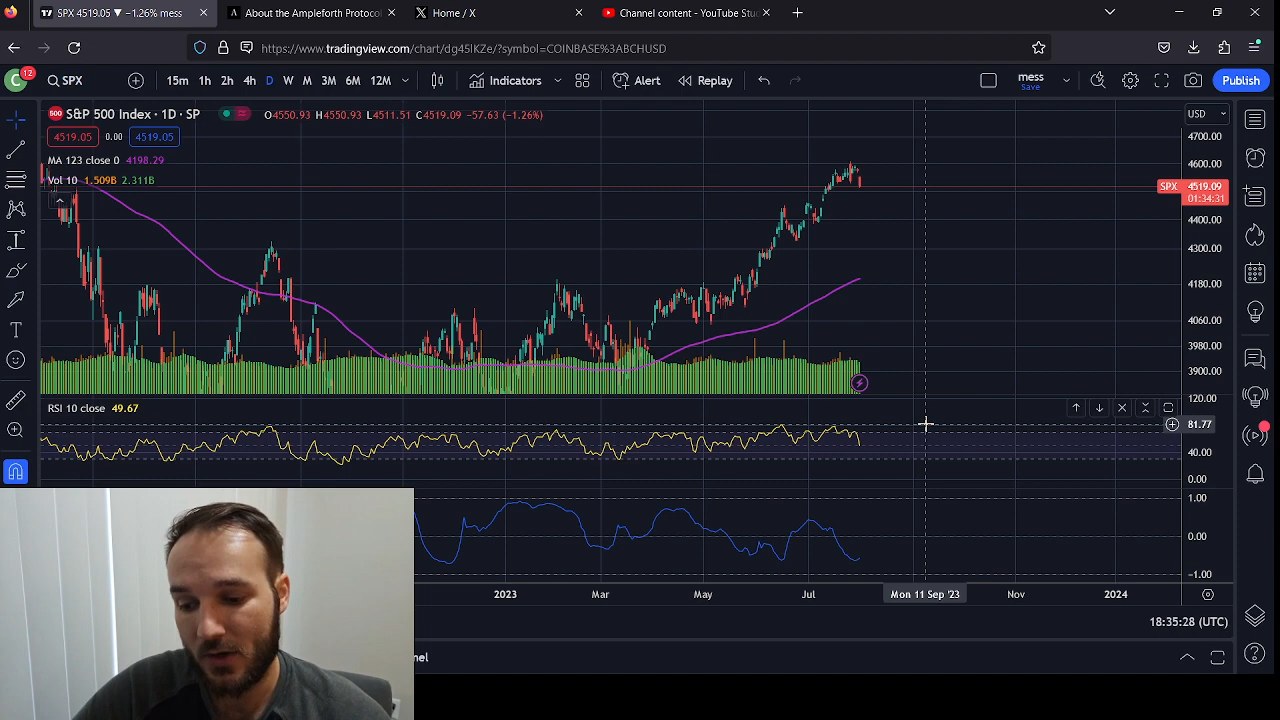 SPX 4519.05 ▼ −1.26% mess
About the Ampleforth Protocol
Home / X
Channel content - YouTube Stu
https://www.tradingview.com/chart/dg45lKZe/?symbol=COINBASE%3ABCHUSD
C 12 SPX 15m 1h 2h 4h D W M 3M 6M 12M Indicators Alert Replay mess Save Publish
500 S&P 500 Index · 1D · SP O4550.93 H4550.93 L4511.51 C4519.09 −57.63 (−1.26%) USD
4519.05 0.00 4519.05
MA 123 close 0 4198.29
Vol 10 1.509B 2.311B
4700.00
4600.00
SPX 4519.09
01:34:31
4400.00
4300.00
4180.00
4060.00
3980.00
3900.00
120.00
RSI 10 close 49.67
81.77
40.00
0.00
1.00
0.00
−1.00
2023 Mar May Jul Mon 11 Sep '23 Nov 2024
18:35:28 (UTC)
nel